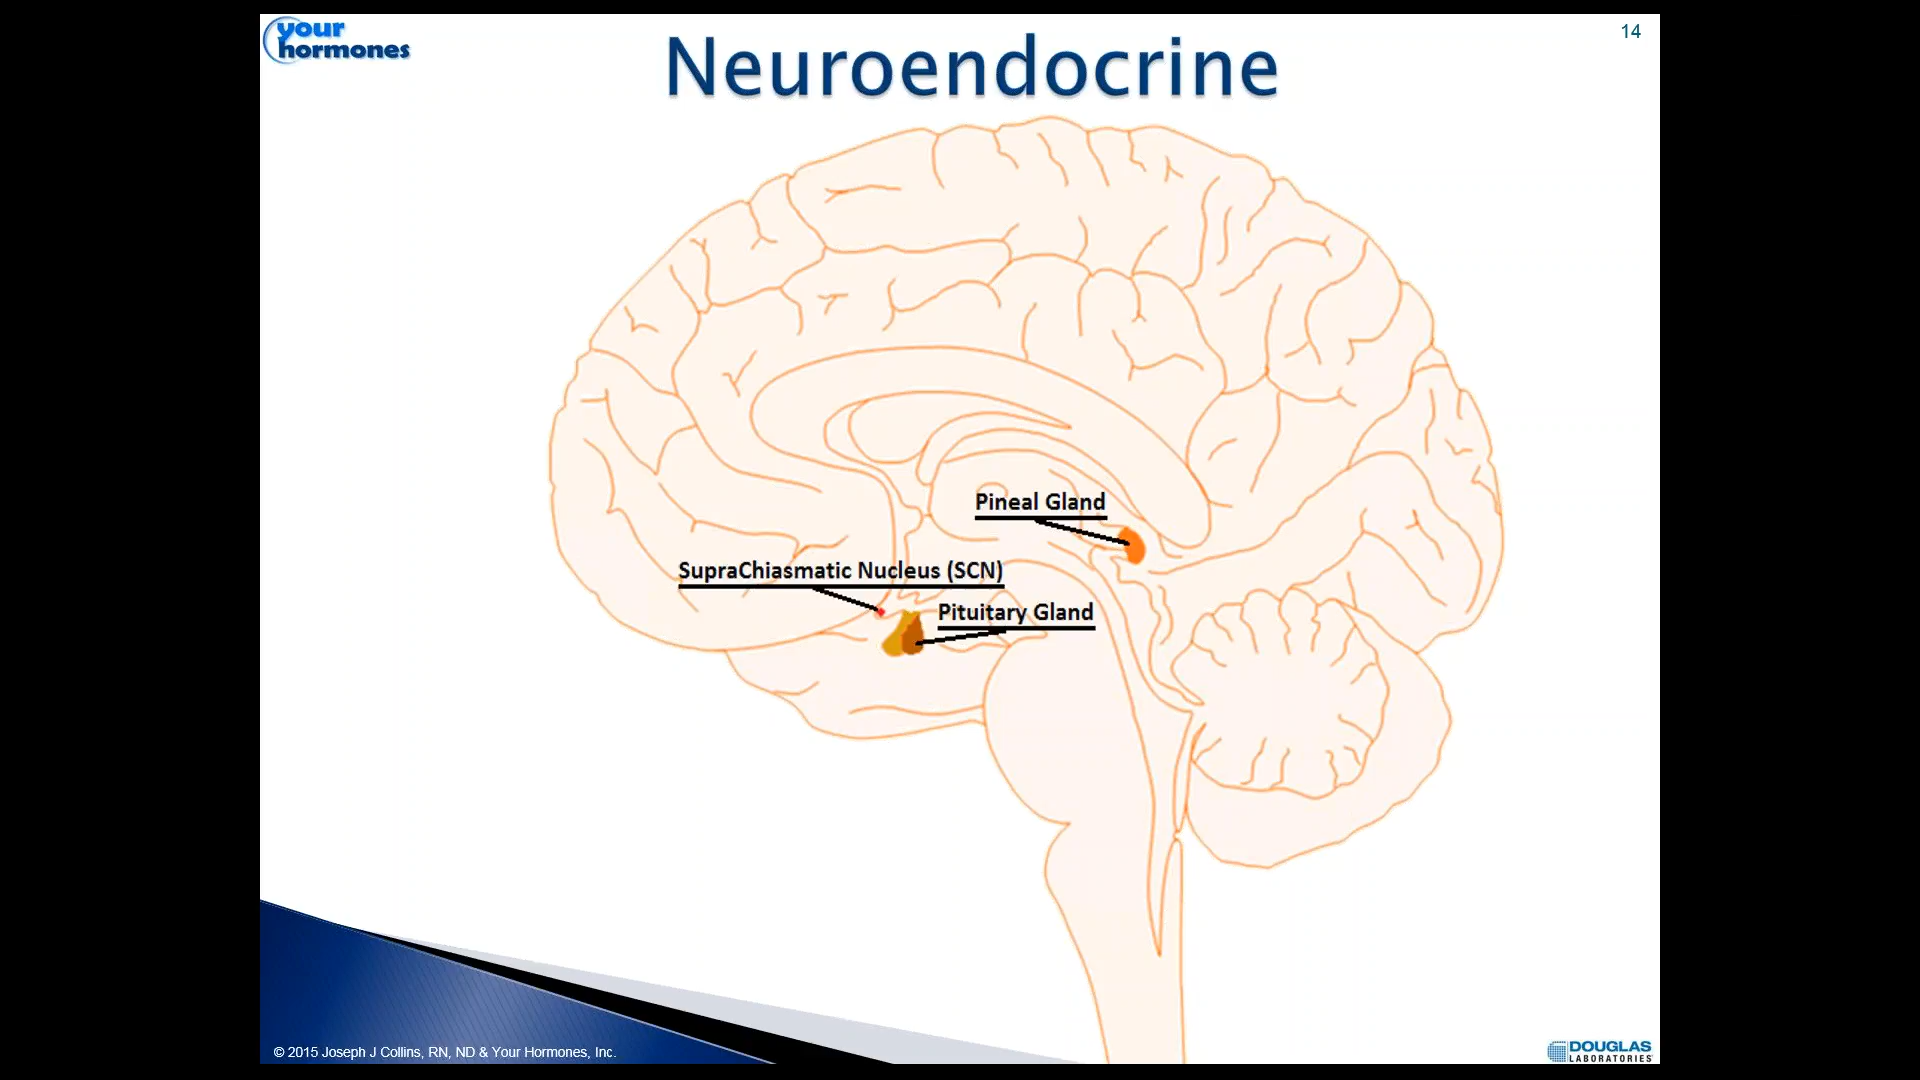 your
hormones
Neuroendocrine
14
Pineal Gland
SupraChiasmatic Nucleus (SCN)
Pituitary Gland
© 2015 Joseph J Collins, RN, ND & Your Hormones, Inc.
DOUGLAS
LABORATORIES